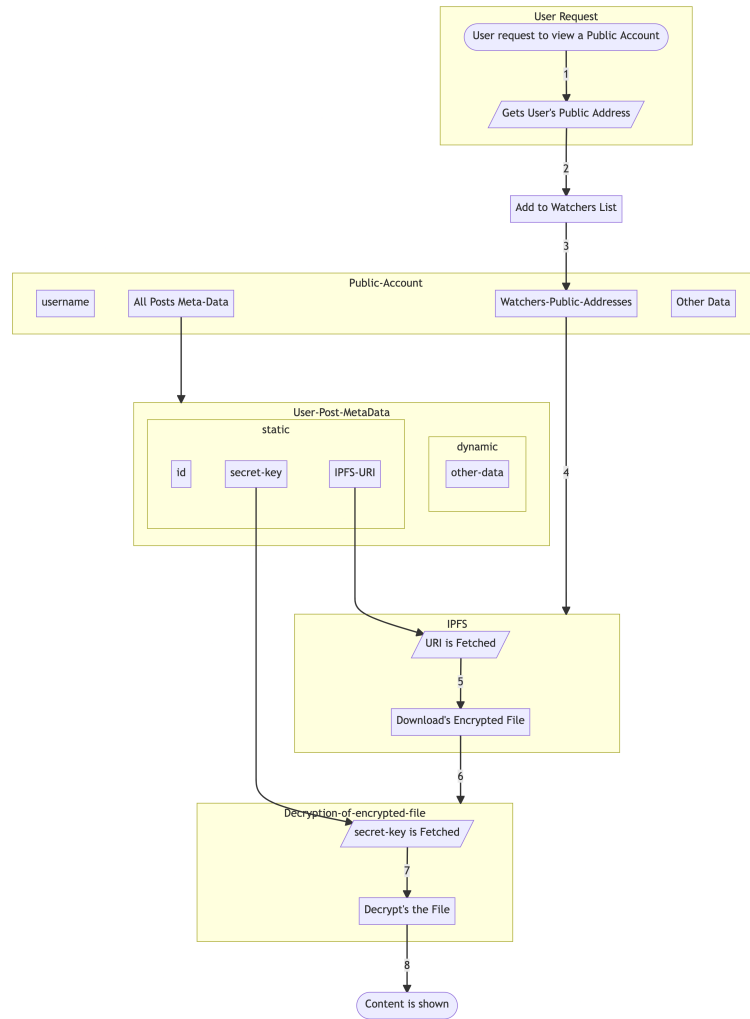 User Request
User request to view a Public Account
1
Gets User's Public Address
2
Add to Watchers List
3
Public-Account
username
All Posts Meta-Data
Watchers-Public-Addresses
Other Data
User-Post-MetaData
static
dynamic
id
secret-key
IPFS-URI
other-data
4
IPFS
URI is Fetched
5
Download's Encrypted File
6
Decryption-of-encrypted-file
secret-key is Fetched
7
Decrypt's the File
8
Content is shown